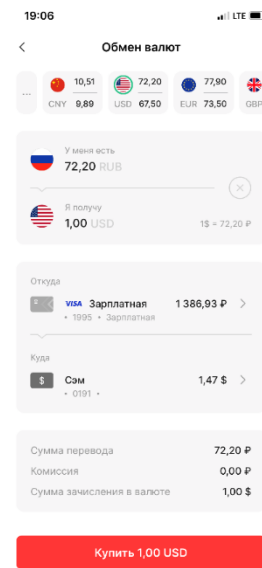 19:06 LTE
Обмен валют
... 10,51 72,20 77,90
CNY 9,89 USD 67,50 EUR 73,50 GBP
У меня есть
72,20 RUB
Я получу
1,00 USD 1$ = 72,20 ₽
Откуда
VISA Зарплатная 1 386,93 ₽
• 1995 • Зарплатная
Куда
$ Сэм 1,47 $
• 0191 •
Сумма перевода 72,20 ₽
Комиссия 0,00 ₽
Сумма зачисления в валюте 1,00 $
Купить 1,00 USD